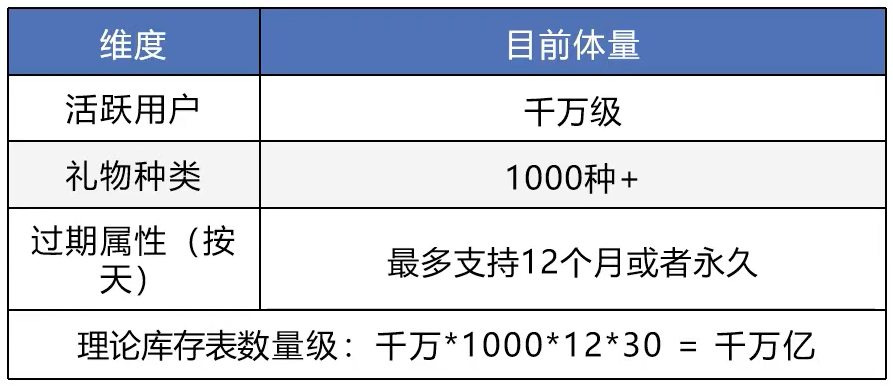 维度 目前体量
活跃用户 千万级
礼物种类 1000种+
过期属性（按
天） 最多支持12个月或者永久
理论库存表数量级：千万*1000*12*30 = 千万亿